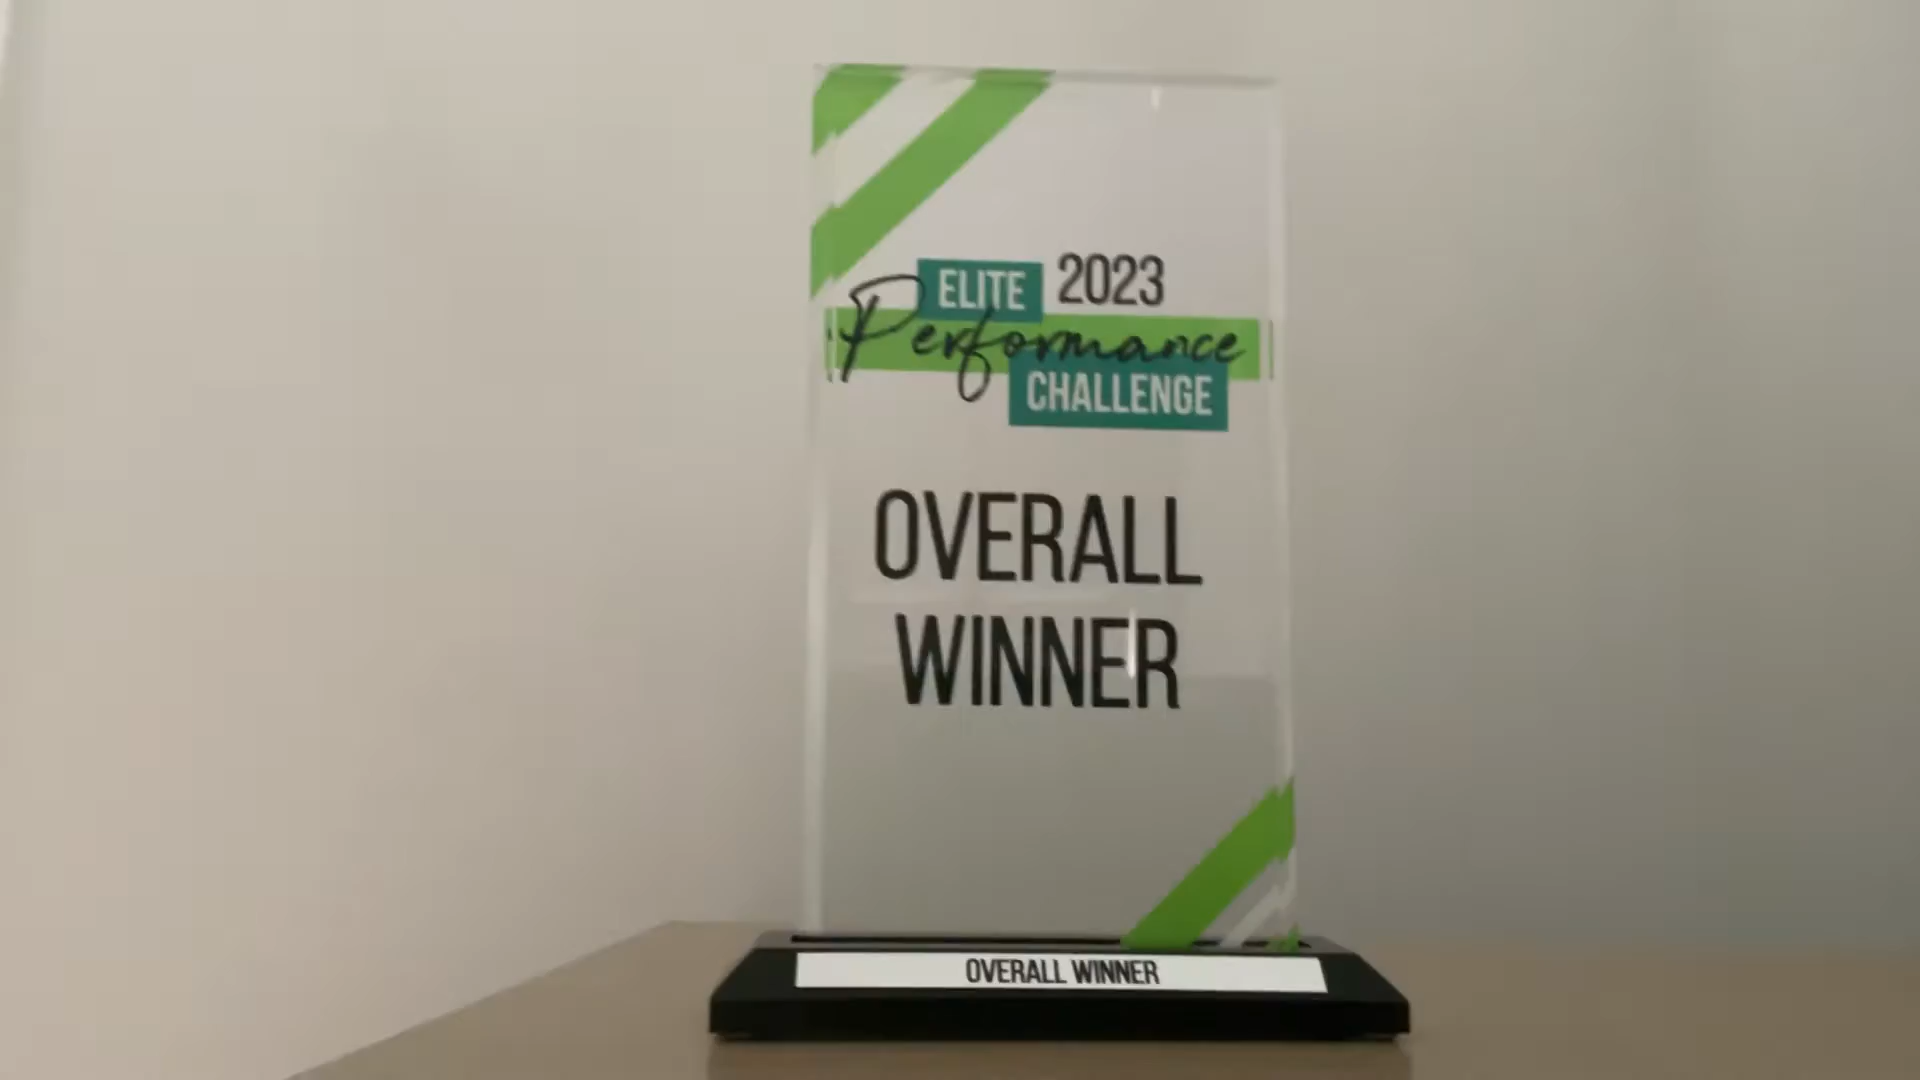 ELITE 2023
Performance
CHALLENGE
OVERALL
WINNER
OVERALL WINNER